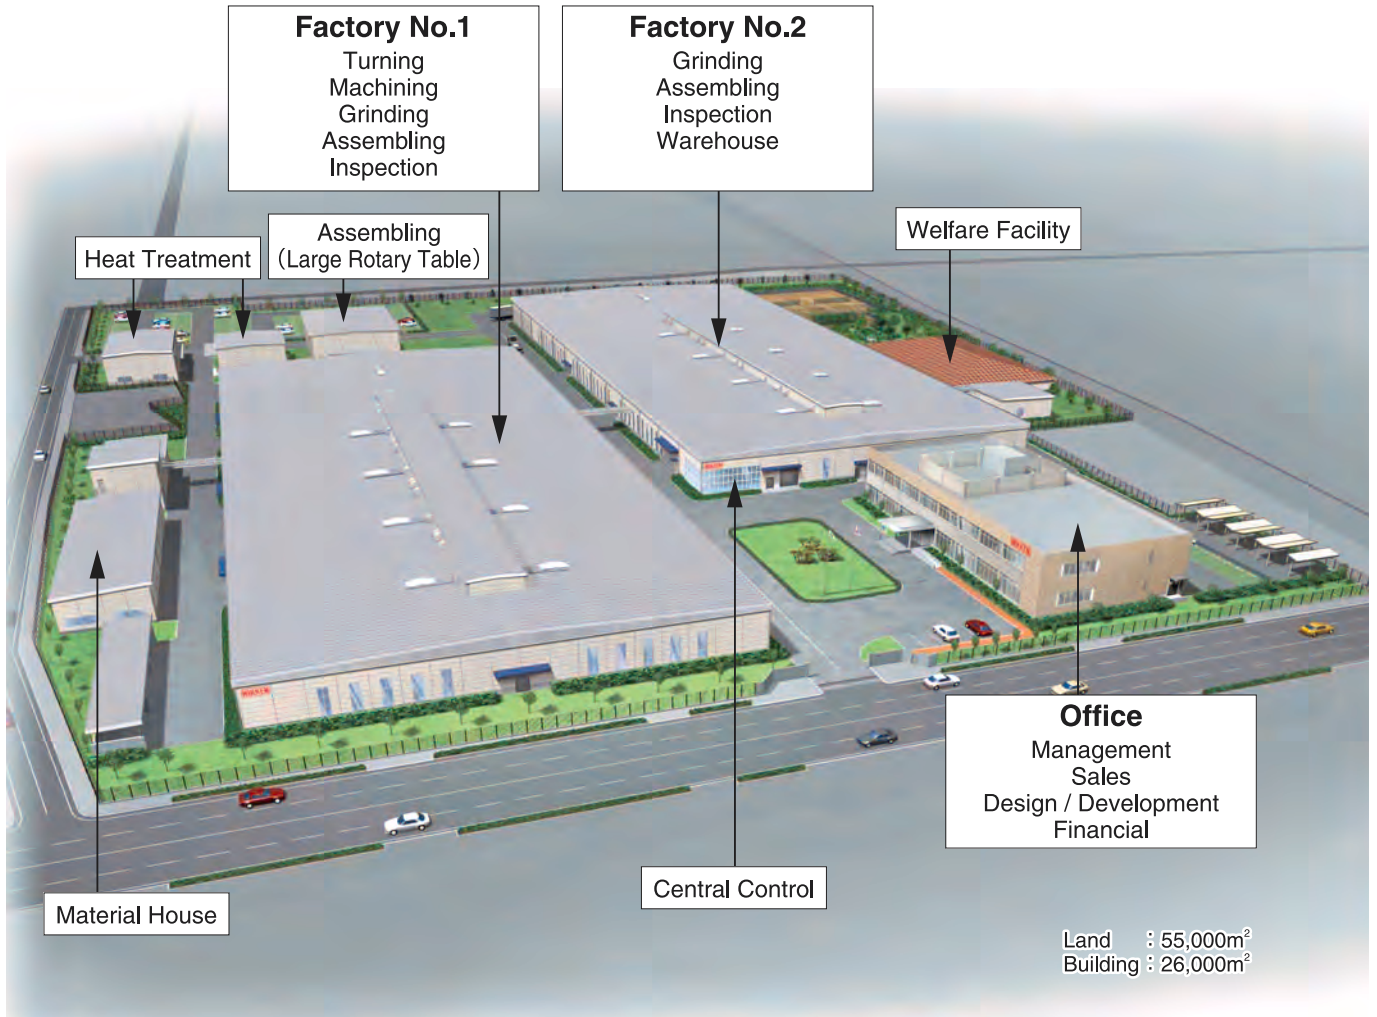 Factory No.1
Turning
Machining
Grinding
Assembling
Inspection
Factory No.2
Grinding
Assembling
Inspection
Warehouse
Heat Treatment
Assembling
(Large Rotary Table)
Welfare Facility
Office
Management
Sales
Design / Development
Financial
Central Control
Material House
Land : 55,000m²
Building : 26,000m²